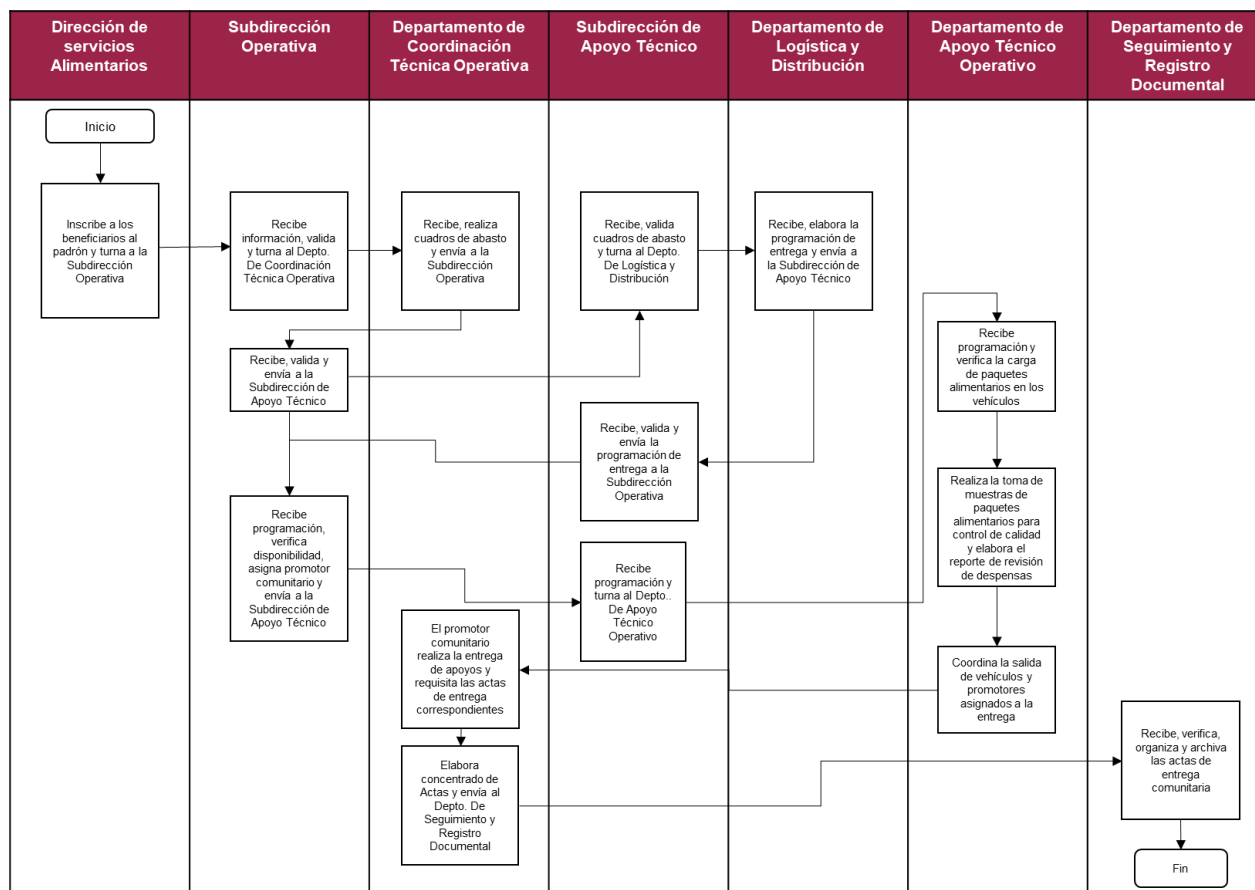 Dirección de
servicios
Alimentarios
Subdirección
Operativa
Departamento de
Coordinación
Técnica Operativa
Subdirección de
Apoyo Técnico
Departamento de
Logística y
Distribución
Departamento de
Apoyo Técnico
Operativo
Departamento de
Seguimiento y
Registro
Documental
Inicio
Inscribe a los
beneficiarios al
padrón y turna a la
Subdirección
Operativa
Recibe
información, valida
y turna al Depto.
De Coordinación
Técnica Operativa
Recibe, realiza
cuadros de abasto
y envía a la
Subdirección
Operativa
Recibe, valida
cuadros de abasto
y turna al Depto.
De Logística y
Distribución
Recibe, elabora la
programación de
entrega y envía a
la Subdirección de
Apoyo Técnico
Recibe, valida y
envía a la
Subdirección de
Apoyo Técnico
Recibe
programación y
verifica la carga
de paquetes
alimentarios en los
vehículos
Recibe, valida y
envía la
programación de
entrega a la
Subdirección
Operativa
Recibe
programación,
verifica
disponibilidad,
asigna promotor
comunitario y
envía a la
Subdirección de
Apoyo Técnico
Realiza la toma de
muestras de
paquetes
alimentarios para
control de calidad
y elabora el
reporte de revisión
de despensas
Recibe
programación y
turna al Depto..
De Apoyo
Técnico
Operativo
El promotor
comunitario
realiza la entrega
de apoyos y
requisita las actas
de entrega
correspondientes
Coordina la salida
de vehículos y
promotores
asignados a la
entrega
Elabora
concentrado de
Actas y envía al
Depto. De
Seguimiento y
Registro
Documental
Recibe, verifica,
organiza y archiva
las actas de
entrega
comunitaria
Fin